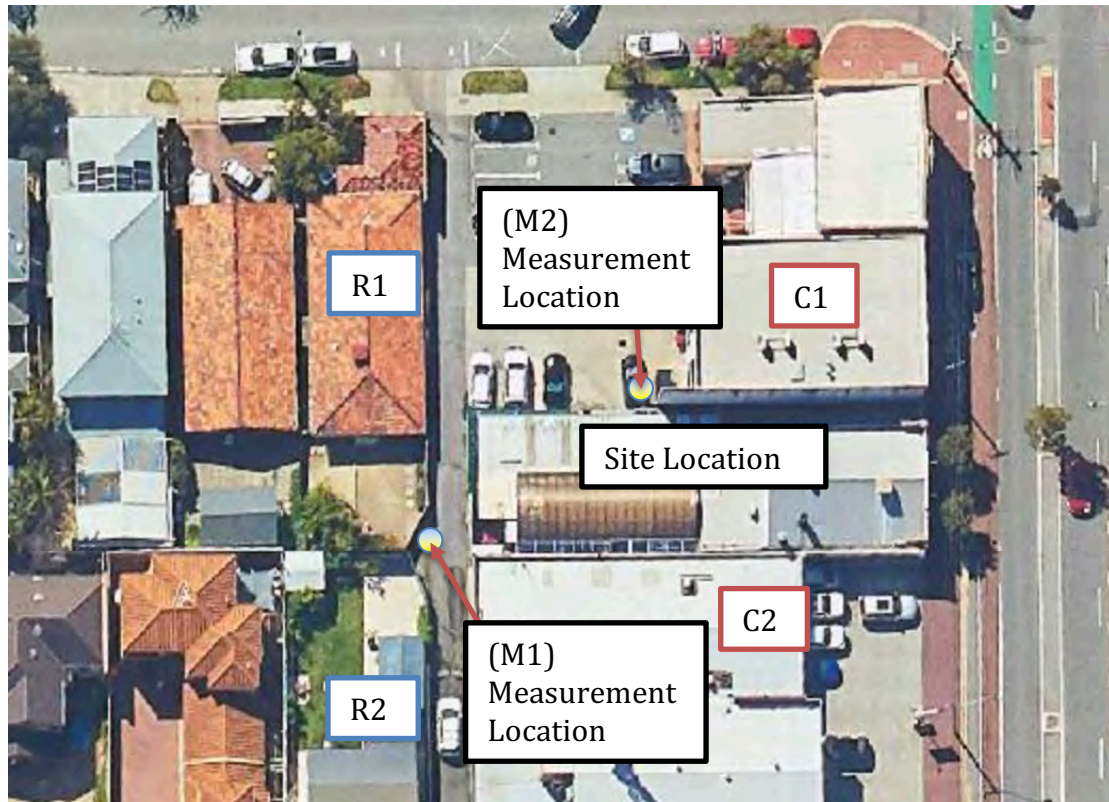 (M2)
Measurement
Location
R1
C1
Site Location
C2
(M1)
Measurement
Location
R2